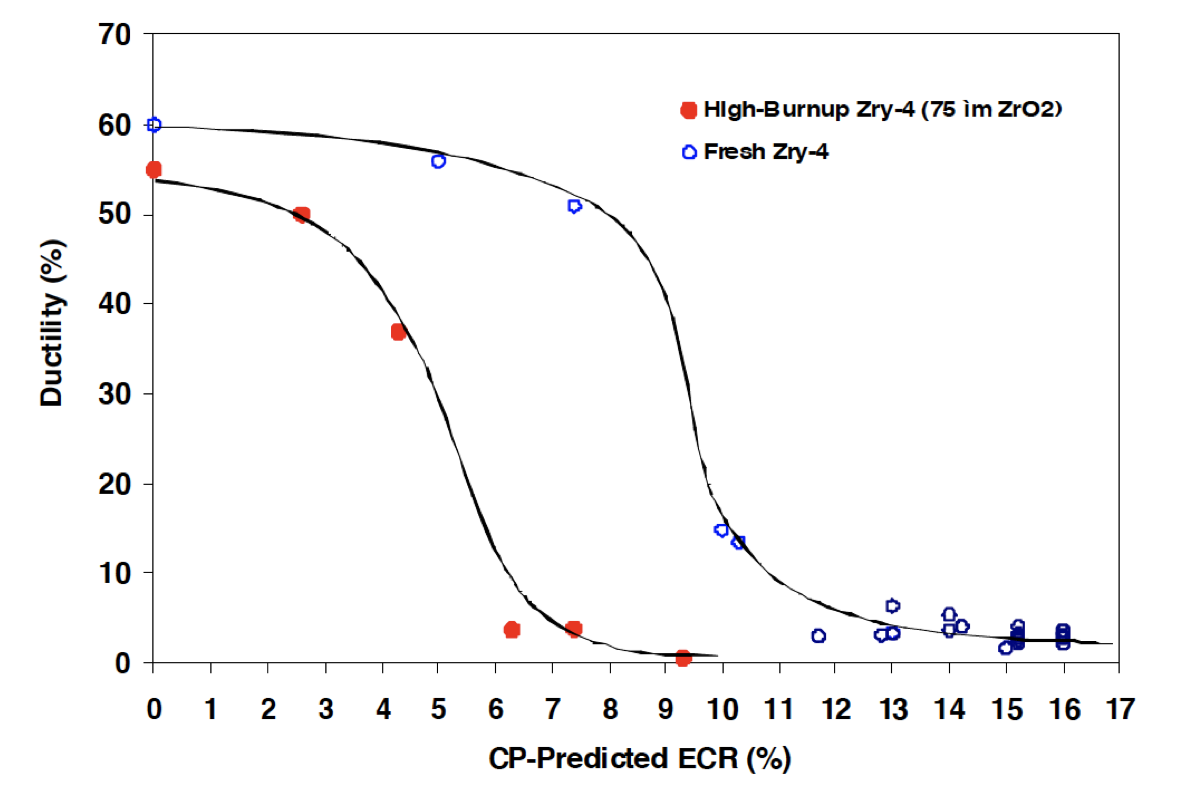 70
60
50
40
30
20
10
0
Ductility (%)
High-Burnup Zry-4 (75 ìm ZrO2)
Fresh Zry-4
0 1 2 3 4 5 6 7 8 9 10 11 12 13 14 15 16 17
CP-Predicted ECR (%)